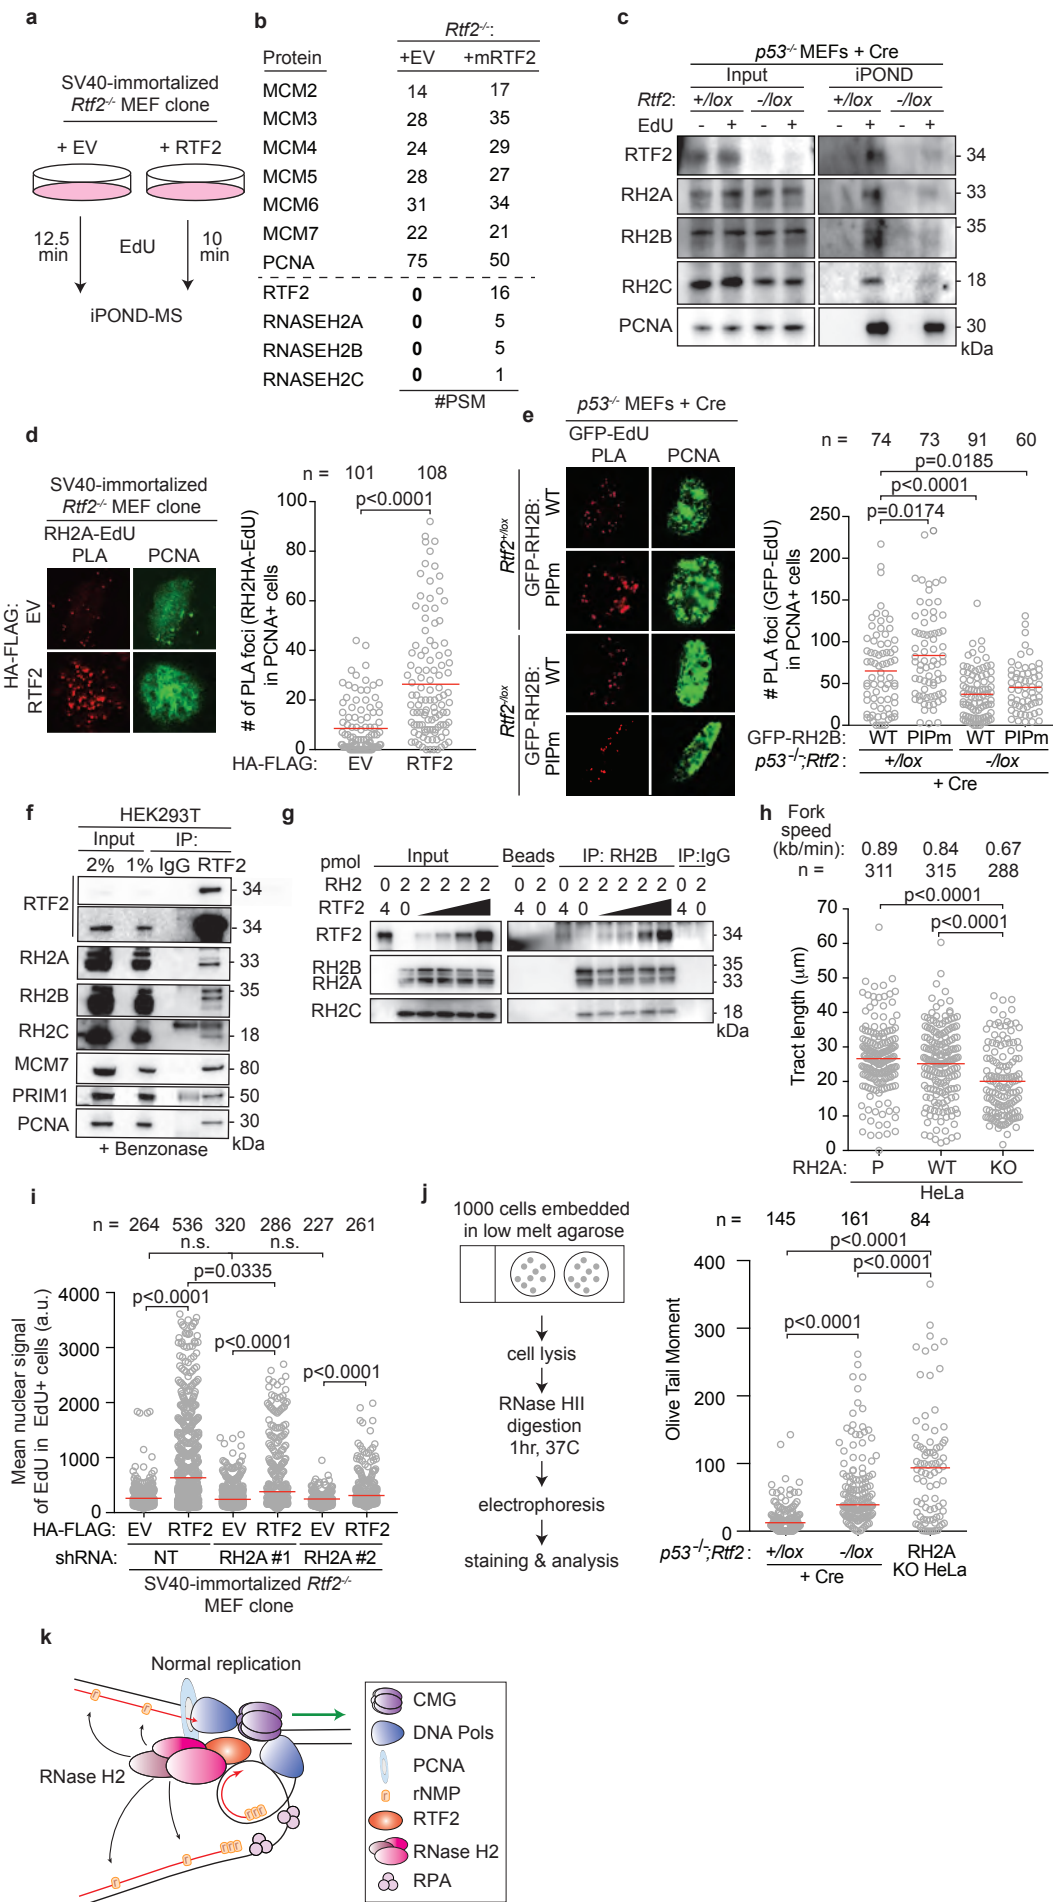 a
SV40-immortalized
Rtf2-/- MEF clone
+ EV
+ RTF2
12.5
min
EdU
10
min
iPOND-MS
b
Rtf2-/-:
Protein
+EV
+mRTF2
MCM2 14 17
MCM3 28 35
MCM4 24 29
MCM5 28 27
MCM6 31 34
MCM7 22 21
PCNA 75 50
RTF2 0 16
RNASEH2A 0 5
RNASEH2B 0 5
RNASEH2C 0 1
#PSM
c
p53-/- MEFs + Cre
Input iPOND
Rtf2: +/lox -/lox +/lox -/lox
EdU - + - + - + - +
RTF2 34
RH2A 33
RH2B 35
RH2C 18
PCNA 30
kDa
d
SV40-immortalized
Rtf2-/- MEF clone
RH2A-EdU
PLA PCNA
HA-FLAG:
EV
RTF2
n = 101 108
p<0.0001
# of PLA foci (RH2HA-EdU)
in PCNA+ cells
100
80
60
40
20
0
HA-FLAG: EV RTF2
e
p53-/- MEFs + Cre
GFP-EdU
PLA PCNA
Rtf2+/lox
GFP-RH2B:
WT
PIPm
Rtf2-/lox
GFP-RH2B:
WT
PIPm
n = 74 73 91 60
p=0.0185
p<0.0001
p=0.0174
# PLA foci (GFP-EdU)
in PCNA+ cells
250
200
150
100
50
0
GFP-RH2B: WT PIPm WT PIPm
p53-/-;Rtf2: +/lox -/lox
+ Cre
f
HEK293T
Input IP:
2% 1% IgG RTF2
RTF2 34
34
RH2A 33
RH2B 35
RH2C 18
MCM7 80
PRIM1 50
PCNA 30
+ Benzonase kDa
g
Input Beads IP: RH2B IP:IgG
pmol
RH2 0 2 2 2 2 2 0 2 0 2 2 2 2 2 0 2
RTF2 4 0 4 0 4 0 4 0
RTF2 34
RH2B 35
RH2A 33
RH2C 18
kDa
h
Fork
speed
(kb/min): 0.89 0.84 0.67
n = 311 315 288
p<0.0001
p<0.0001
Tract length (µm)
70
60
50
40
30
20
10
0
RH2A: P WT KO
HeLa
i
n = 264 536 320 286 227 261
n.s. n.s.
p=0.0335
p<0.0001
p<0.0001
p<0.0001
Mean nuclear signal
of EdU in EdU+ cells (a.u.)
4000
3000
2000
1000
0
HA-FLAG: EV RTF2 EV RTF2 EV RTF2
shRNA: NT RH2A #1 RH2A #2
SV40-immortalized Rtf2-/-
MEF clone
j
1000 cells embedded
in low melt agarose
cell lysis
RNase HII
digestion
1hr, 37C
electrophoresis
staining & analysis
n = 145 161 84
p<0.0001
p<0.0001
p<0.0001
Olive Tail Moment
400
300
200
100
0
p53-/-;Rtf2: +/lox -/lox RH2A
+ Cre KO HeLa
k
Normal replication
r
r
RNase H2
rrr
r
r
rrr
CMG
DNA Pols
PCNA
r rNMP
RTF2
RNase H2
RPA